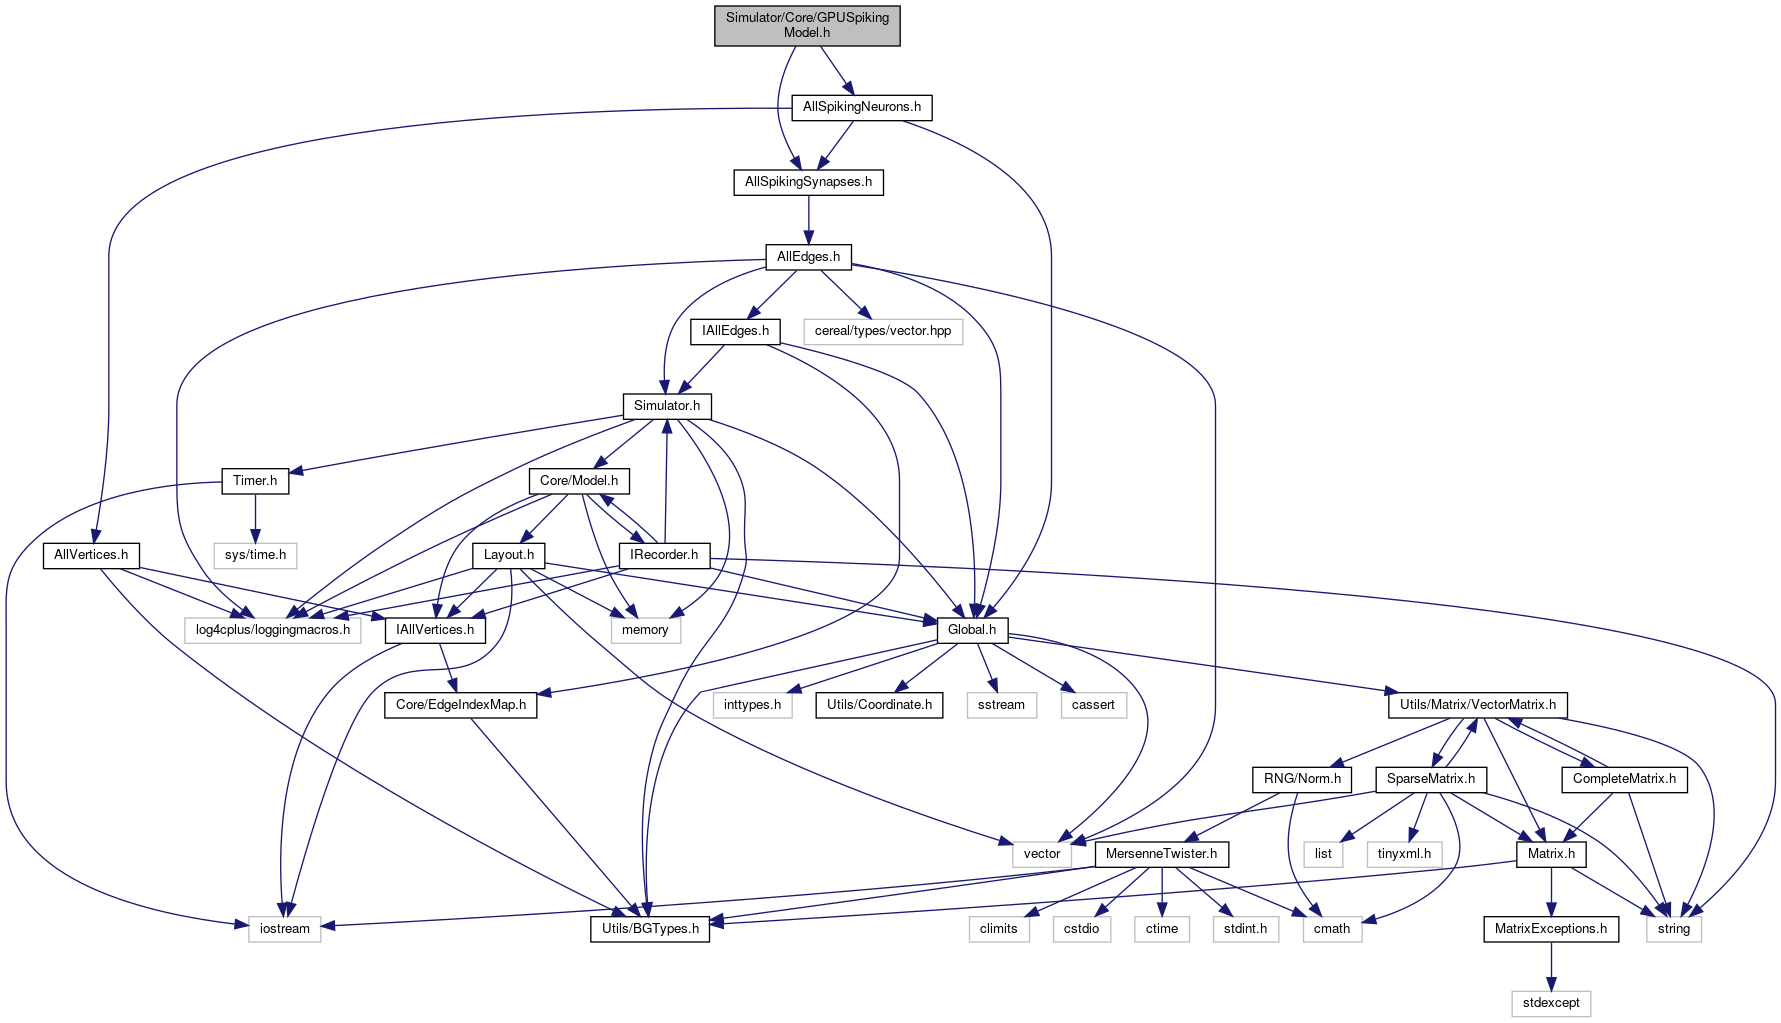 Simulator/Core/GPUSpiking
Model.h
AllSpikingNeurons.h
AllSpikingSynapses.h
AllEdges.h
IAllEdges.h
cereal/types/vector.hpp
Simulator.h
Timer.h
Core/Model.h
AllVertices.h
sys/time.h
Layout.h
IRecorder.h
log4cplus/loggingmacros.h
IAllVertices.h
memory
Global.h
Core/EdgeIndexMap.h
inttypes.h
Utils/Coordinate.h
sstream
cassert
Utils/Matrix/VectorMatrix.h
RNG/Norm.h
SparseMatrix.h
CompleteMatrix.h
vector
MersenneTwister.h
list
tinyxml.h
Matrix.h
iostream
Utils/BGTypes.h
climits
cstdio
ctime
stdint.h
cmath
MatrixExceptions.h
string
stdexcept